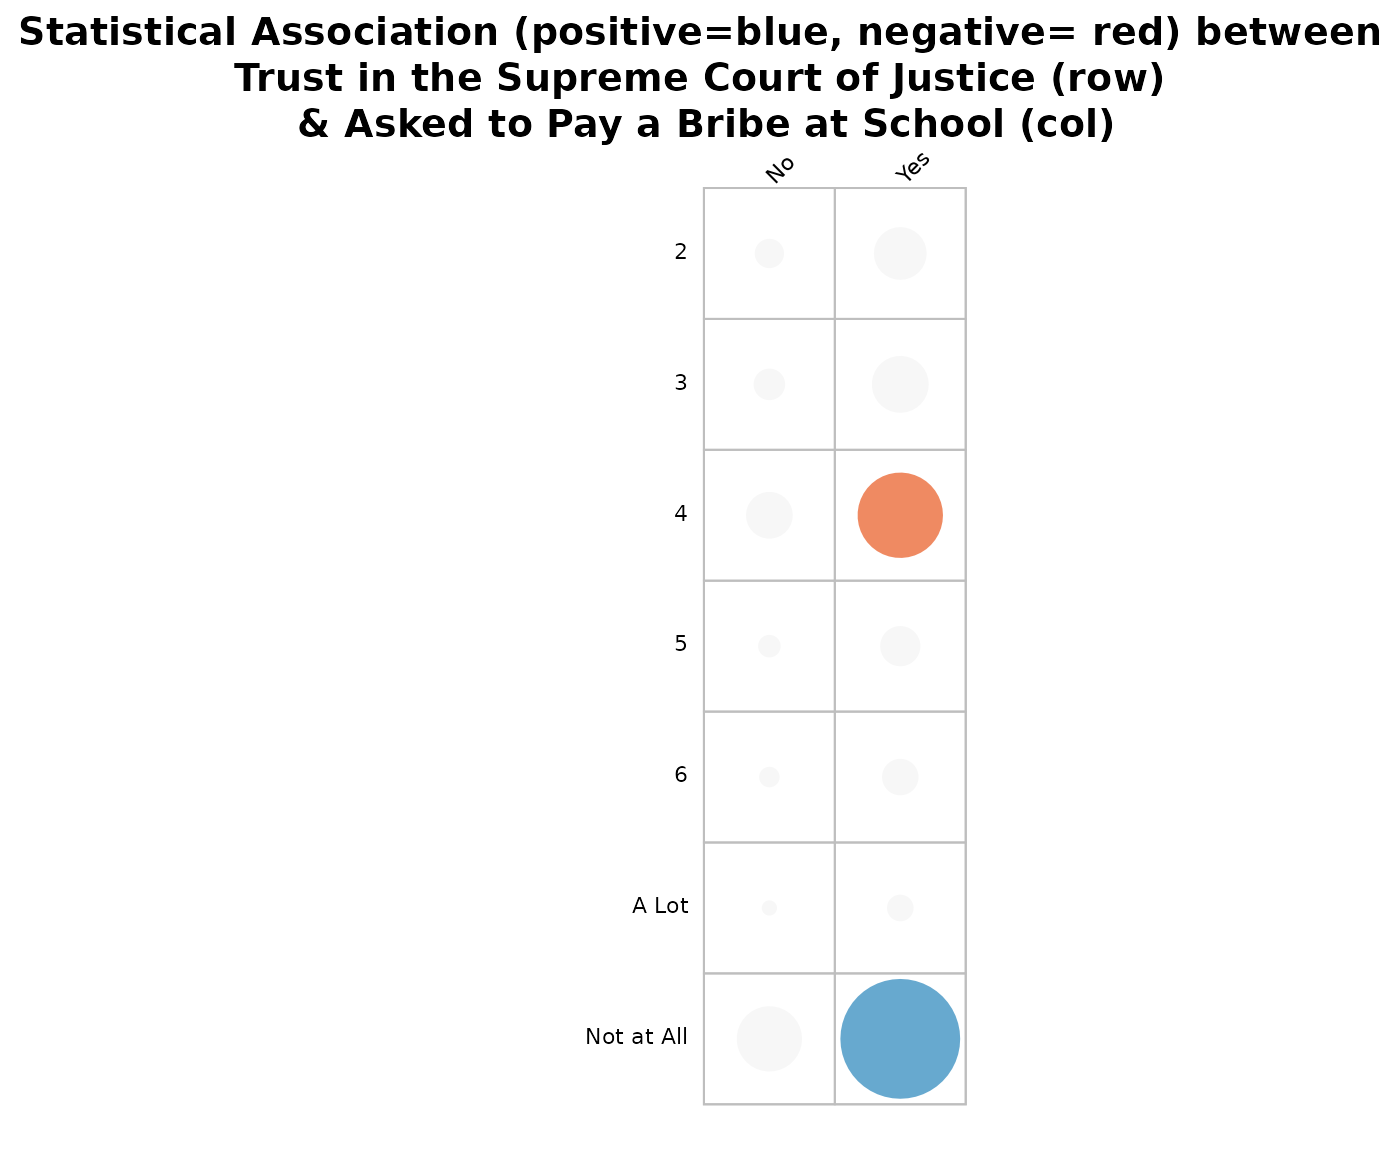 Statistical Association (positive=blue, negative= red) between
Trust in the Supreme Court of Justice (row)
& Asked to Pay a Bribe at School (col)
No Yes
2
3
4
5
6
A Lot
Not at All